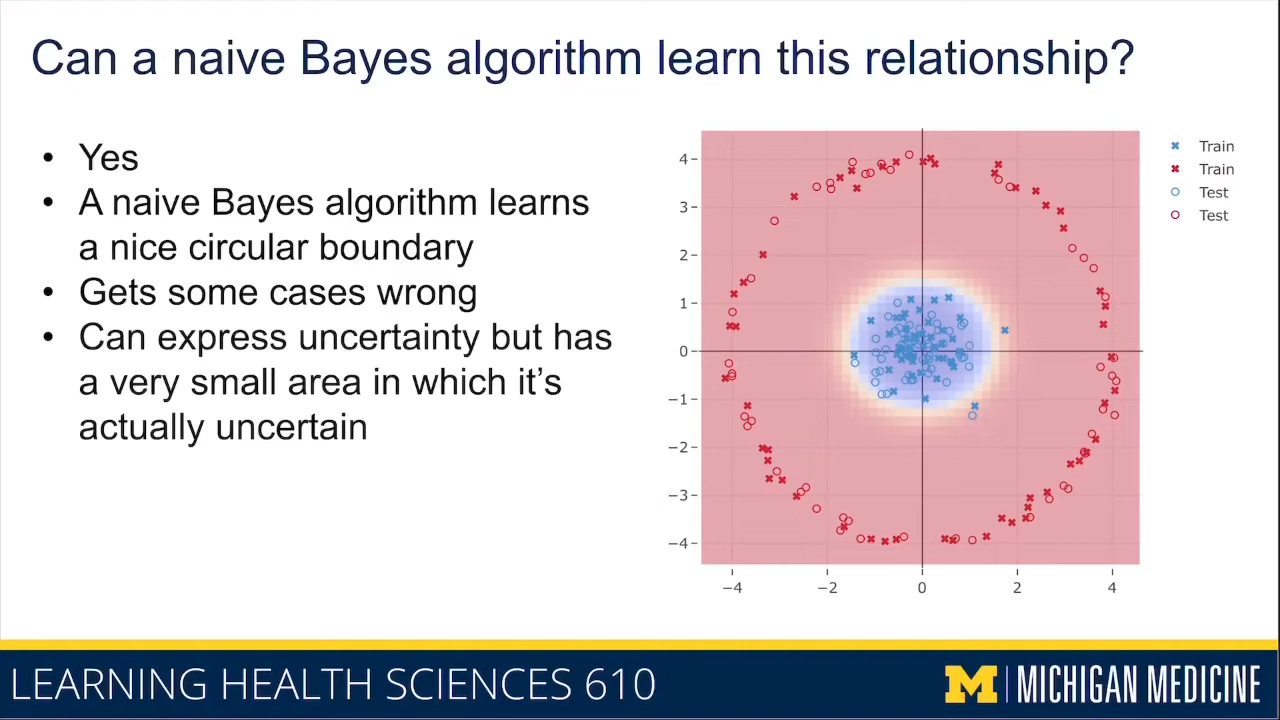 Can a naive Bayes algorithm learn this relationship?
• Yes
• A naive Bayes algorithm learns
a nice circular boundary
• Gets some cases wrong
• Can express uncertainty but has
a very small area in which it's
actually uncertain
4
3
2
1
0
−1
−2
−3
−4
−4 −2 0 2 4
Train
Train
Test
Test
LEARNING HEALTH SCIENCES 610
M MICHIGAN MEDICINE